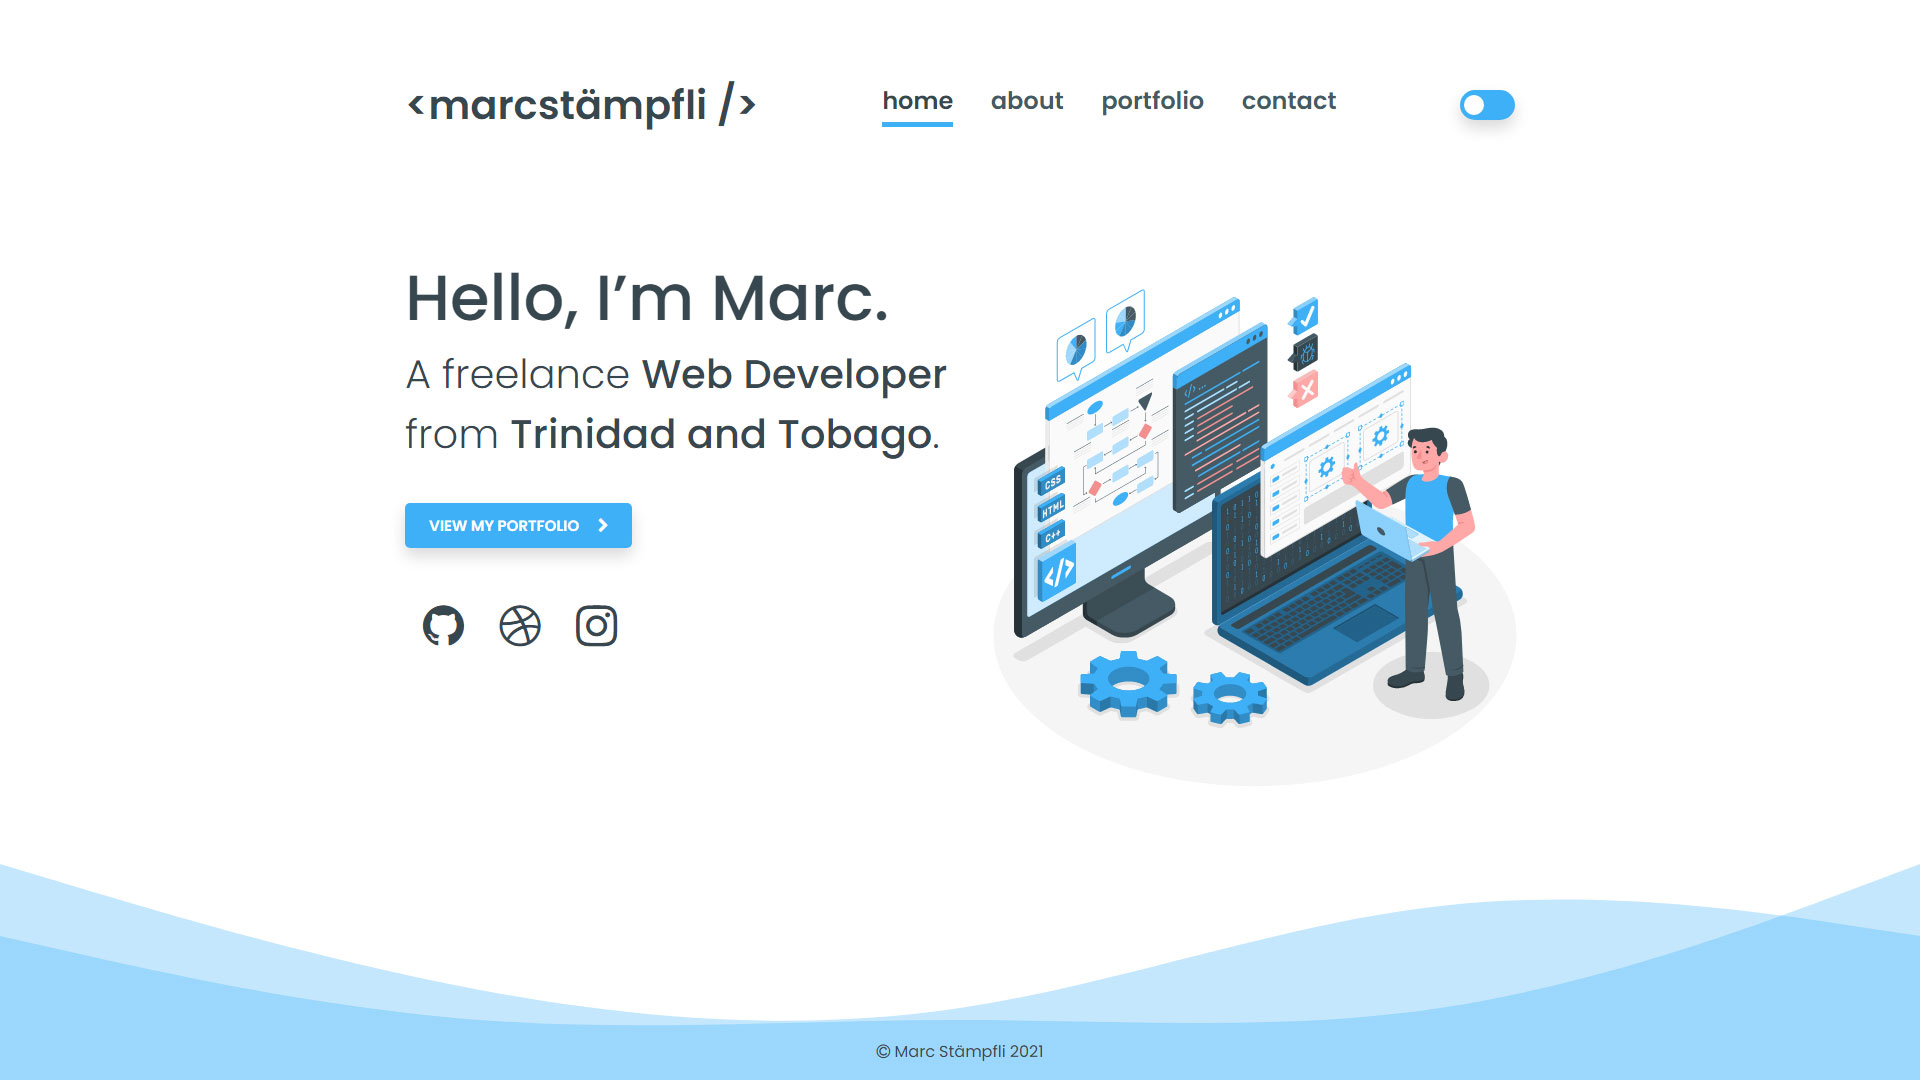 <marcstämpfli />
home about portfolio contact
Hello, I’m Marc.
A freelance Web Developer
from Trinidad and Tobago.
VIEW MY PORTFOLIO
CSS
HTML
C++
</>
</>...
© Marc Stämpfli 2021